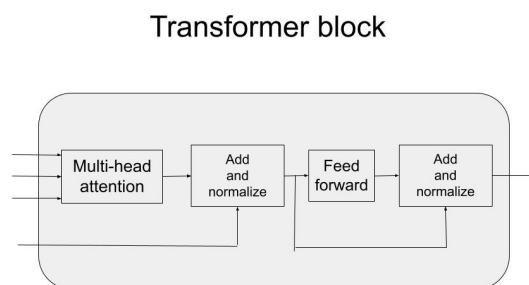 Transformer block
Multi-head
attention
Add
and
normalize
Feed
forward
Add
and
normalize